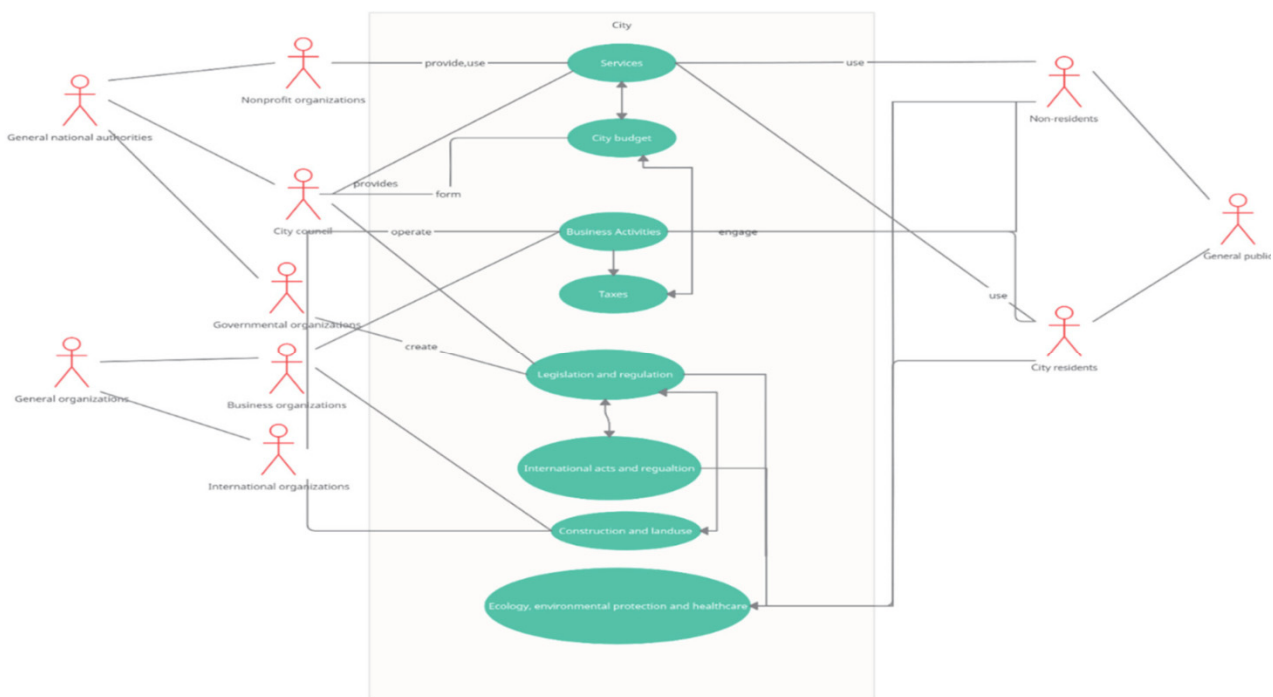 City
Services
provide,use
use
Nonprofit organizations
Non-residents
General national authorities
City budget
provides
form
City council
operate
Business Activities
engage
General public
Taxes
use
Governmental organizations
create
Legislation and regulation
City residents
General organizations
Business organizations
International acts and regualtion
International organizations
Construction and landuse
Ecology, environmental protection and healthcare